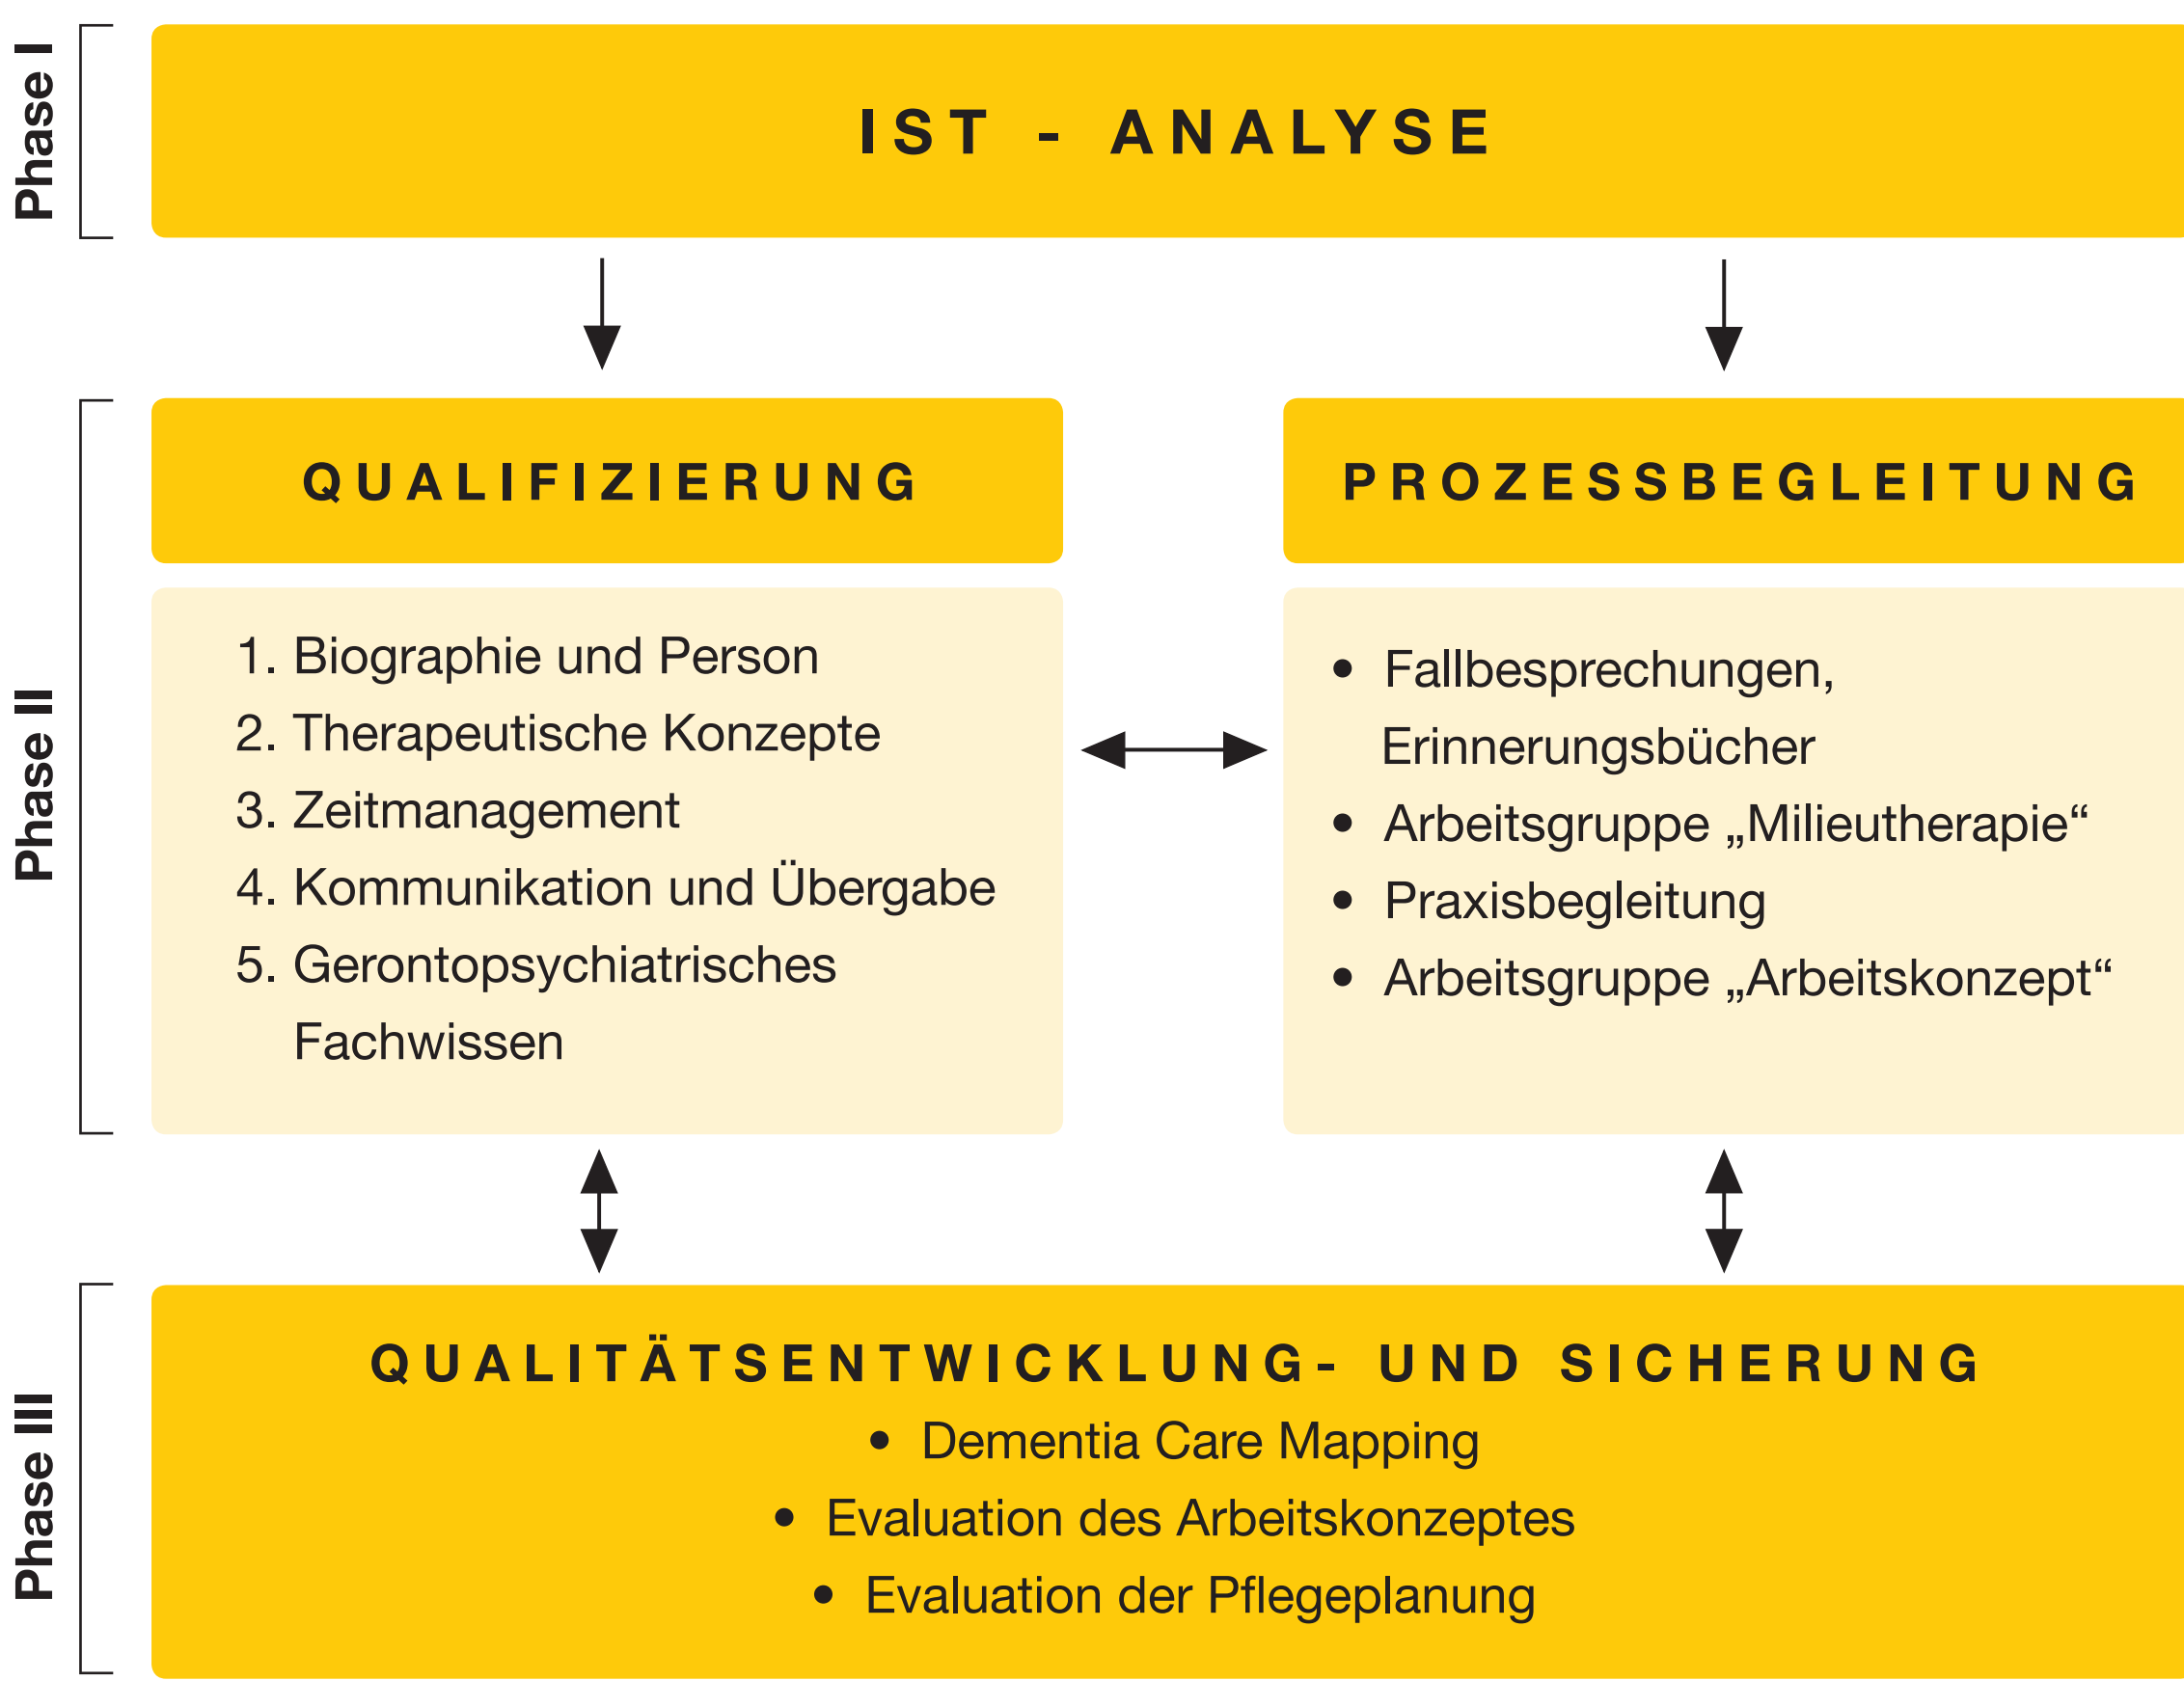 Phase I
IST - ANALYSE
Phase II
QUALIFIZIERUNG
1. Biographie und Person
2. Therapeutische Konzepte
3. Zeitmanagement
4. Kommunikation und Übergabe
5. Gerontopsychiatrisches
Fachwissen
PROZESSBEGLEITUNG
• Fallbesprechungen,
Erinnerungsbücher
• Arbeitsgruppe „Milieutherapie“
• Praxisbegleitung
• Arbeitsgruppe „Arbeitskonzept“
Phase III
QUALITÄTSENTWICKLUNG- UND SICHERUNG
• Dementia Care Mapping
• Evaluation des Arbeitskonzeptes
• Evaluation der Pflegeplanung